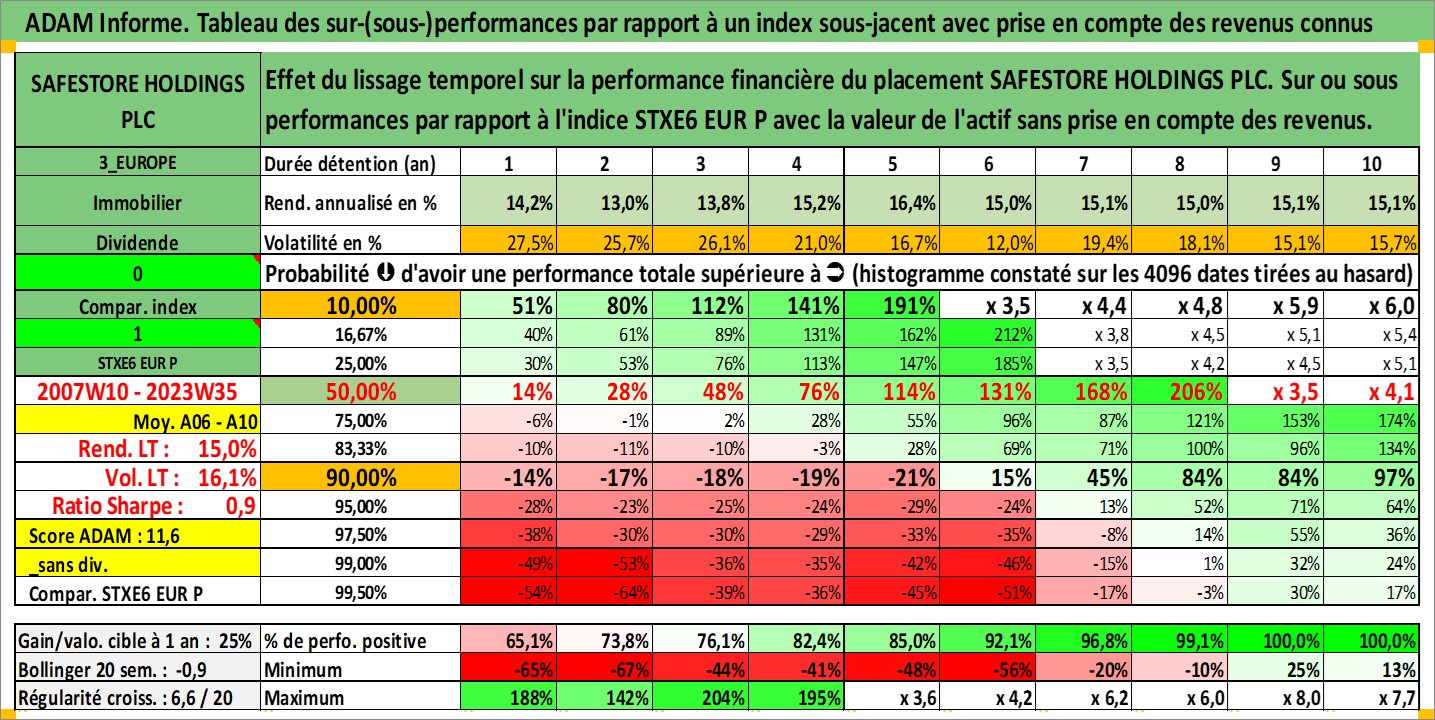 ADAM Informe. Tableau des sur-(sous-)performances par rapport à un index sous-jacent avec prise en compte des revenus connus
SAFESTORE HOLDINGS PLC
Effet du lissage temporel sur la performance financière du placement SAFESTORE HOLDINGS PLC. Sur ou sous
performances par rapport à l'indice STXE6 EUR P avec la valeur de l'actif sans prise en compte des revenus.
3_EUROPE Durée détention (an) 1 2 3 4 5 6 7 8 9 10
Immobilier Rend. annualisé en % 14,2% 13,0% 13,8% 15,2% 16,4% 15,0% 15,1% 15,0% 15,1% 15,1%
Dividende Volatilité en % 27,5% 25,7% 26,1% 21,0% 16,7% 12,0% 19,4% 18,1% 15,1% 15,7%
0 Probabilité ⬇ d'avoir une performance totale supérieure à ➲ (histogramme constaté sur les 4096 dates tirées au hasard)
Compar. index 10,00% 51% 80% 112% 141% 191% x 3,5 x 4,4 x 4,8 x 5,9 x 6,0
1 16,67% 40% 61% 89% 131% 162% 212% x 3,8 x 4,5 x 5,1 x 5,4
STXE6 EUR P 25,00% 30% 53% 76% 113% 147% 185% x 3,5 x 4,2 x 4,5 x 5,1
2007W10 - 2023W35 50,00% 14% 28% 48% 76% 114% 131% 168% 206% x 3,5 x 4,1
Moy. A06 - A10 75,00% -6% -1% 2% 28% 55% 96% 87% 121% 153% 174%
Rend. LT : 15,0% 83,33% -10% -11% -10% -3% 28% 69% 71% 100% 96% 134%
Vol. LT : 16,1% 90,00% -14% -17% -18% -19% -21% 15% 45% 84% 84% 97%
Ratio Sharpe : 0,9 95,00% -28% -23% -25% -24% -29% -24% 13% 52% 71% 64%
Score ADAM : 11,6 97,50% -38% -30% -30% -29% -33% -35% -8% 14% 55% 36%
_sans div. 99,00% -49% -53% -36% -35% -42% -46% -15% 1% 32% 24%
Compar. STXE6 EUR P 99,50% -54% -64% -39% -36% -45% -51% -17% -3% 30% 17%
Gain/valo. cible à 1 an : 25% % de perfo. positive 65,1% 73,8% 76,1% 82,4% 85,0% 92,1% 96,8% 99,1% 100,0% 100,0%
Bollinger 20 sem. : -0,9 Minimum -65% -67% -44% -41% -48% -56% -20% -10% 25% 13%
Régularité croiss. : 6,6 / 20 Maximum 188% 142% 204% 195% x 3,6 x 4,2 x 6,2 x 6,0 x 8,0 x 7,7